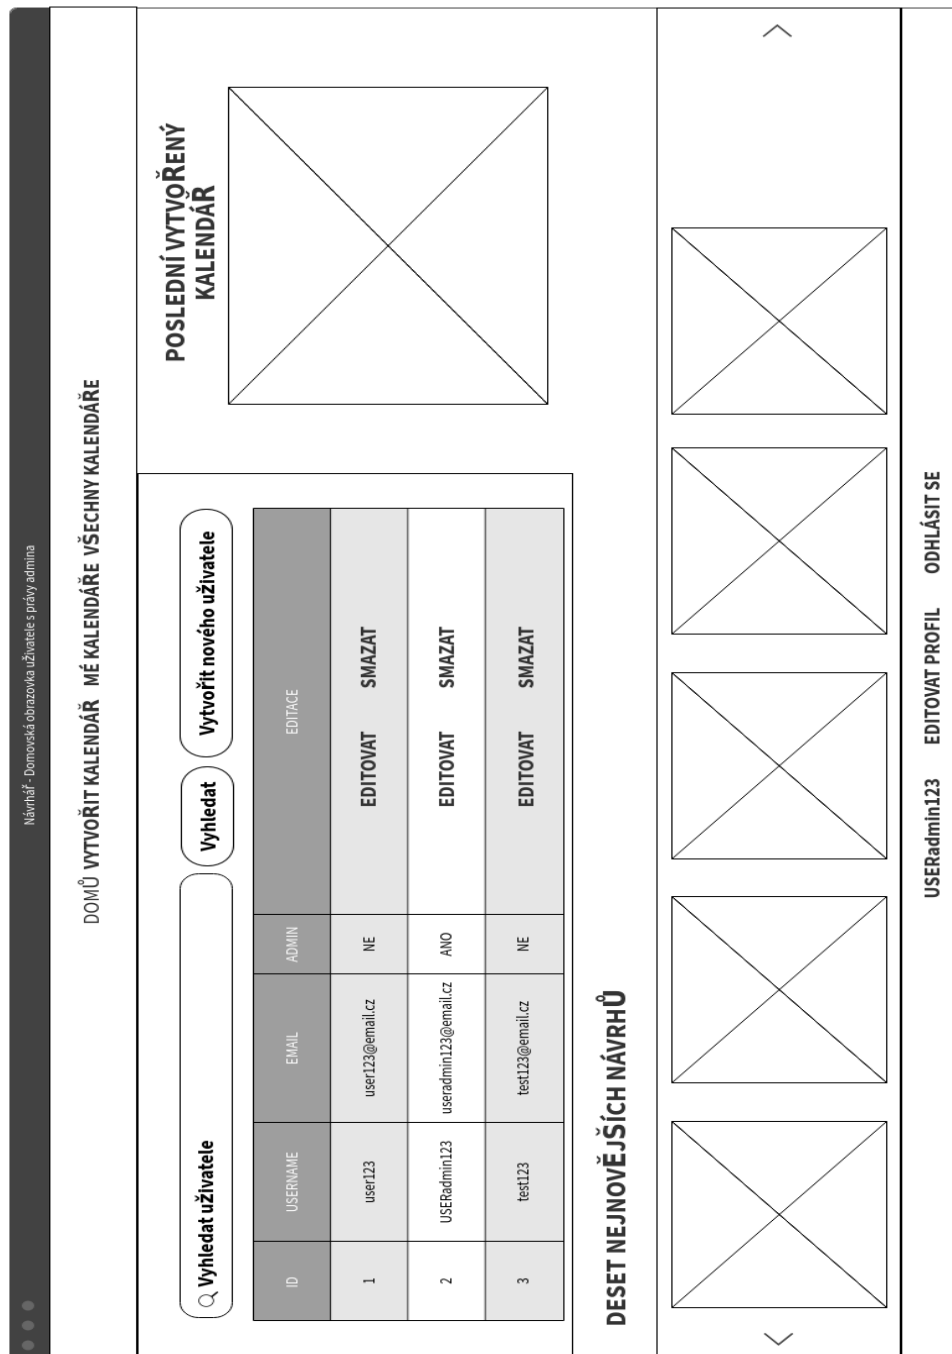 Návrhář - Domovská obrazovka uživatele s právy admina
DOMŮ VYTVOŘIT KALENDÁŘ MÉ KALENDÁŘE VŠECHNY KALENDÁŘE
Vyhledat uživatele Vyhledat Vytvořit nového uživatele
ID USERNAME EMAIL ADMIN EDITACE
1 user123 user123@email.cz NE EDITOVAT SMAZAT
2 USERadmin123 useradmin123@email.cz ANO EDITOVAT SMAZAT
3 test123 test123@email.cz NE EDITOVAT SMAZAT
POSLEDNÍ VYTVOŘENÝ
KALENDÁŘ
DESET NEJNOVĚJŠÍCH NÁVRHŮ
USERadmin123 EDITOVAT PROFIL ODHLÁSIT SE